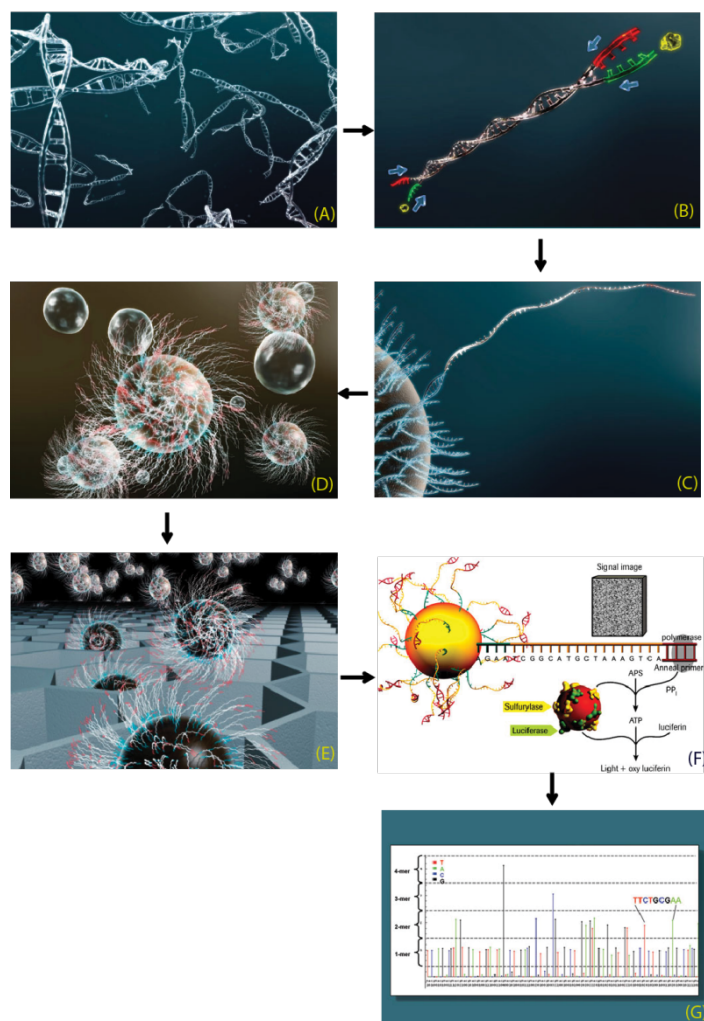 (A)
(B)
(D)
(C)
(E)
Signal image
polymerase
G A A T C G G C A T G C T A A A G T C A
Anneal primer
APS
PPi
Sulfurylase
ATP
luciferin
Luciferase
Light + oxy luciferin
(F)
T
A
C
G
4-mer
3-mer
2-mer
1-mer
TTCTGCGAA
(G)